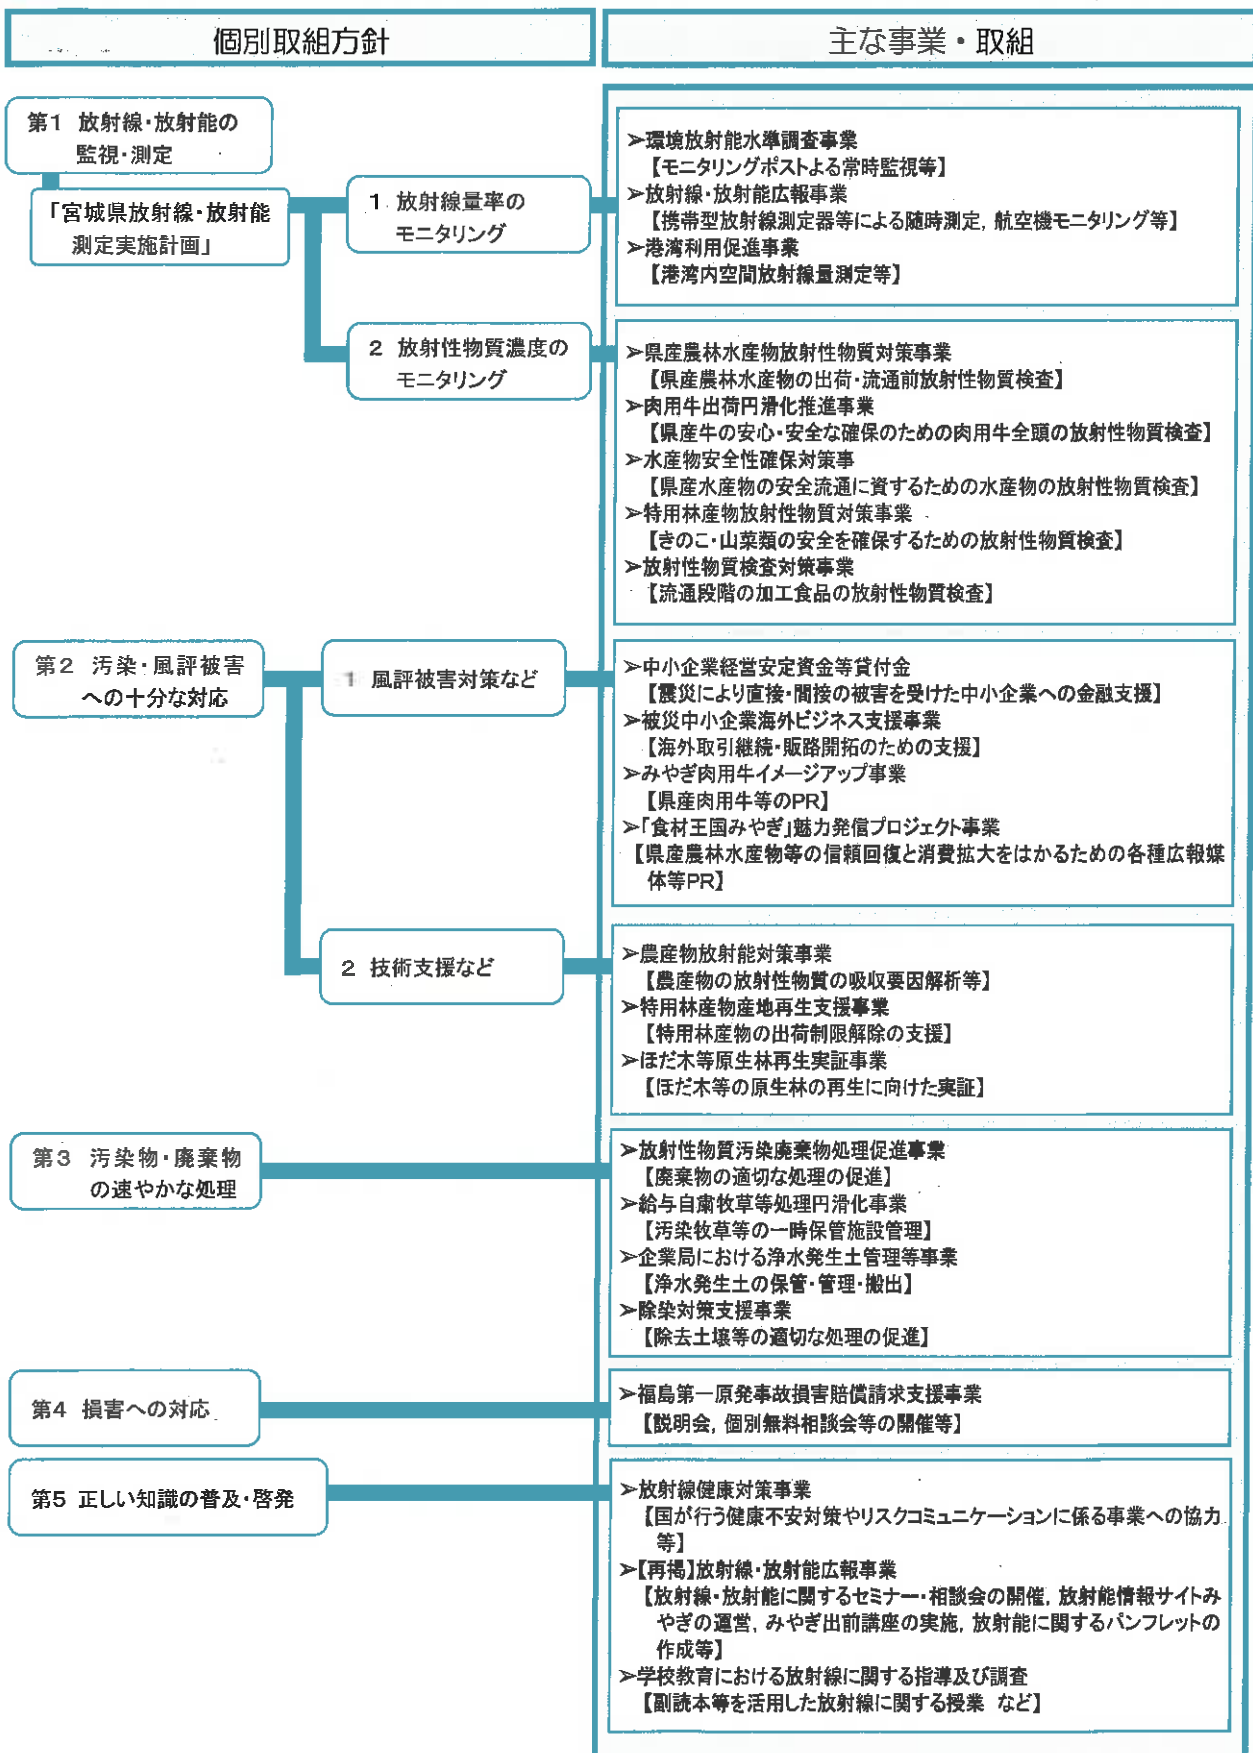 個別取組方針
主な事業・取組
第1 放射線・放射能の
監視・測定
「宮城県放射線・放射能
測定実施計画」
1 放射線量率の
モニタリング
➢環境放射能水準調査事業
【モニタリングポストよる常時監視等】
➢放射線・放射能広報事業
【携帯型放射線測定器等による随時測定, 航空機モニタリング等】
➢港湾利用促進事業
【港湾内空間放射線量測定等】
2 放射性物質濃度の
モニタリング
➢県産農林水産物放射性物質対策事業
【県産農林水産物の出荷・流通前放射性物質検査】
➢肉用牛出荷円滑化推進事業
【県産牛の安心・安全な確保のための肉用牛全頭の放射性物質検査】
➢水産物安全性確保対策事
【県産水産物の安全流通に資するための水産物の放射性物質検査】
➢特用林産物放射性物質対策事業
【きのこ・山菜類の安全を確保するための放射性物質検査】
➢放射性物質検査対策事業
【流通段階の加工食品の放射性物質検査】
第2 汚染・風評被害
への十分な対応
1 風評被害対策など
➢中小企業経営安定資金等貸付金
【震災により直接・間接の被害を受けた中小企業への金融支援】
➢被災中小企業海外ビジネス支援事業
【海外取引継続・販路開拓のための支援】
➢みやぎ肉用牛イメージアップ事業
【県産肉用牛等のPR】
➢「食材王国みやぎ」魅力発信プロジェクト事業
【県産農林水産物等の信頼回復と消費拡大をはかるための各種広報媒
体等PR】
2 技術支援など
➢農産物放射能対策事業
【農産物の放射性物質の吸収要因解析等】
➢特用林産物産地再生支援事業
【特用林産物の出荷制限解除の支援】
➢ほだ木等原生林再生実証事業
【ほだ木等の原生林の再生に向けた実証】
第3 汚染物・廃棄物
の速やかな処理
➢放射性物質汚染廃棄物処理促進事業
【廃棄物の適切な処理の促進】
➢給与自粛牧草等処理円滑化事業
【汚染牧草等の一時保管施設管理】
➢企業局における浄水発生土管理等事業
【浄水発生土の保管・管理・搬出】
➢除染対策支援事業
【除去土壌等の適切な処理の促進】
第4 損害への対応
➢福島第一原発事故損害賠償請求支援事業
【説明会, 個別無料相談会等の開催等】
第5 正しい知識の普及・啓発
➢放射線健康対策事業
【国が行う健康不安対策やリスクコミュニケーションに係る事業への協力
等】
➢【再掲】放射線・放射能広報事業
【放射線・放射能に関するセミナー・相談会の開催, 放射能情報サイトみ
やぎの運営, みやぎ出前講座の実施, 放射能に関するパンフレットの
作成等】
➢学校教育における放射線に関する指導及び調査
【副読本等を活用した放射線に関する授業 など】